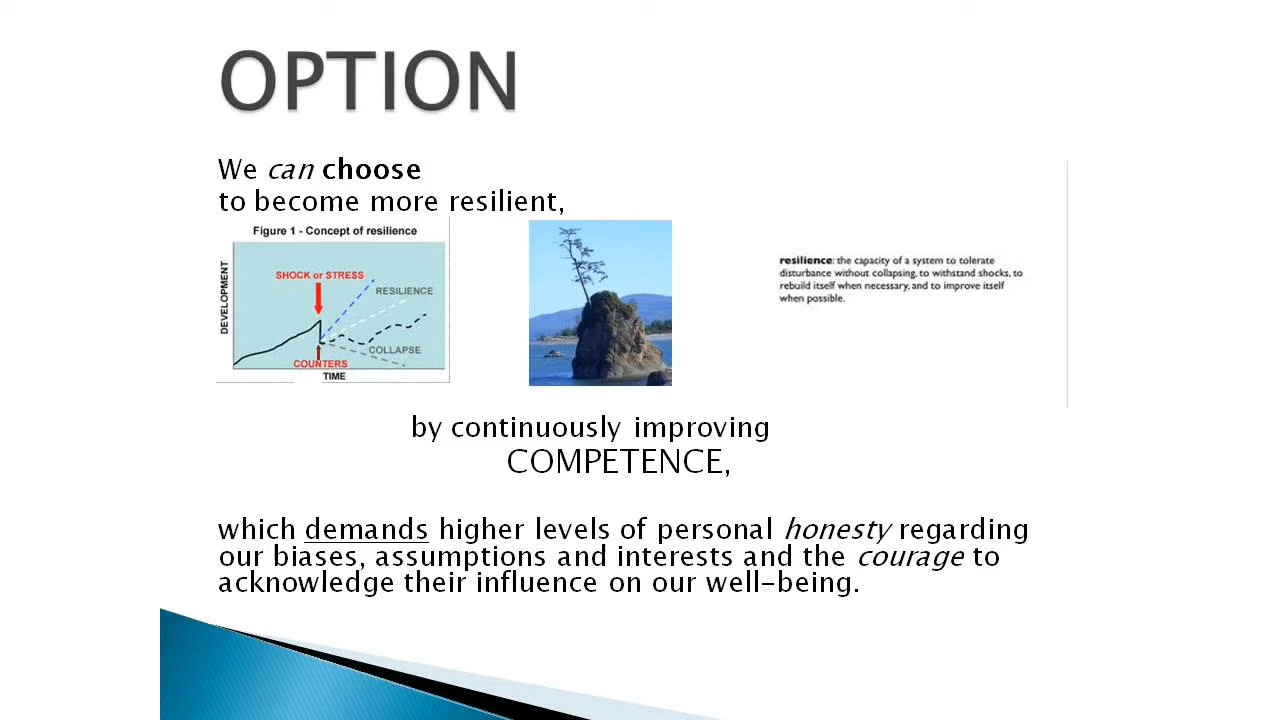 OPTION
We can choose
to become more resilient,
Figure 1 - Concept of resilience
DEVELOPMENT
SHOCK or STRESS
RESILIENCE
COLLAPSE
COUNTERS
TIME
resilience: the capacity of a system to tolerate
disturbance without collapsing, to withstand shocks, to
rebuild itself when necessary, and to improve itself
when possible.
by continuously improving
COMPETENCE,
which demands higher levels of personal honesty regarding
our biases, assumptions and interests and the courage to
acknowledge their influence on our well-being.